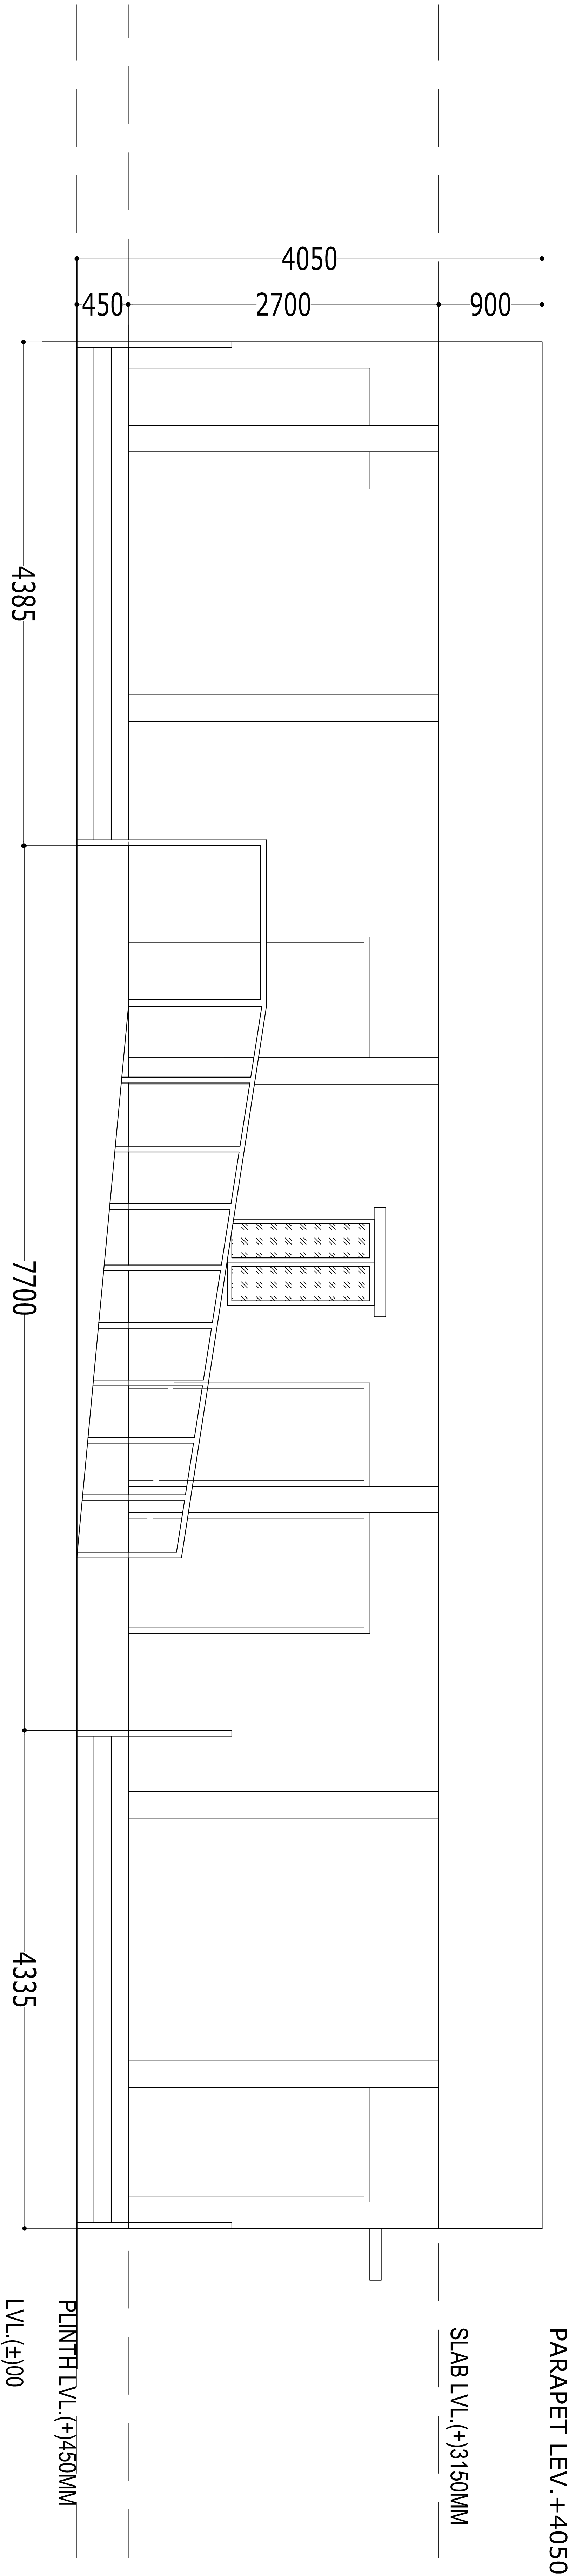 4050
450
2700
900
4385
7700
4335
PARAPET LEV.+4050
SLAB LVL.(+)3150MM
PLINTH LVL.(+)450MM
LVL.(±)00